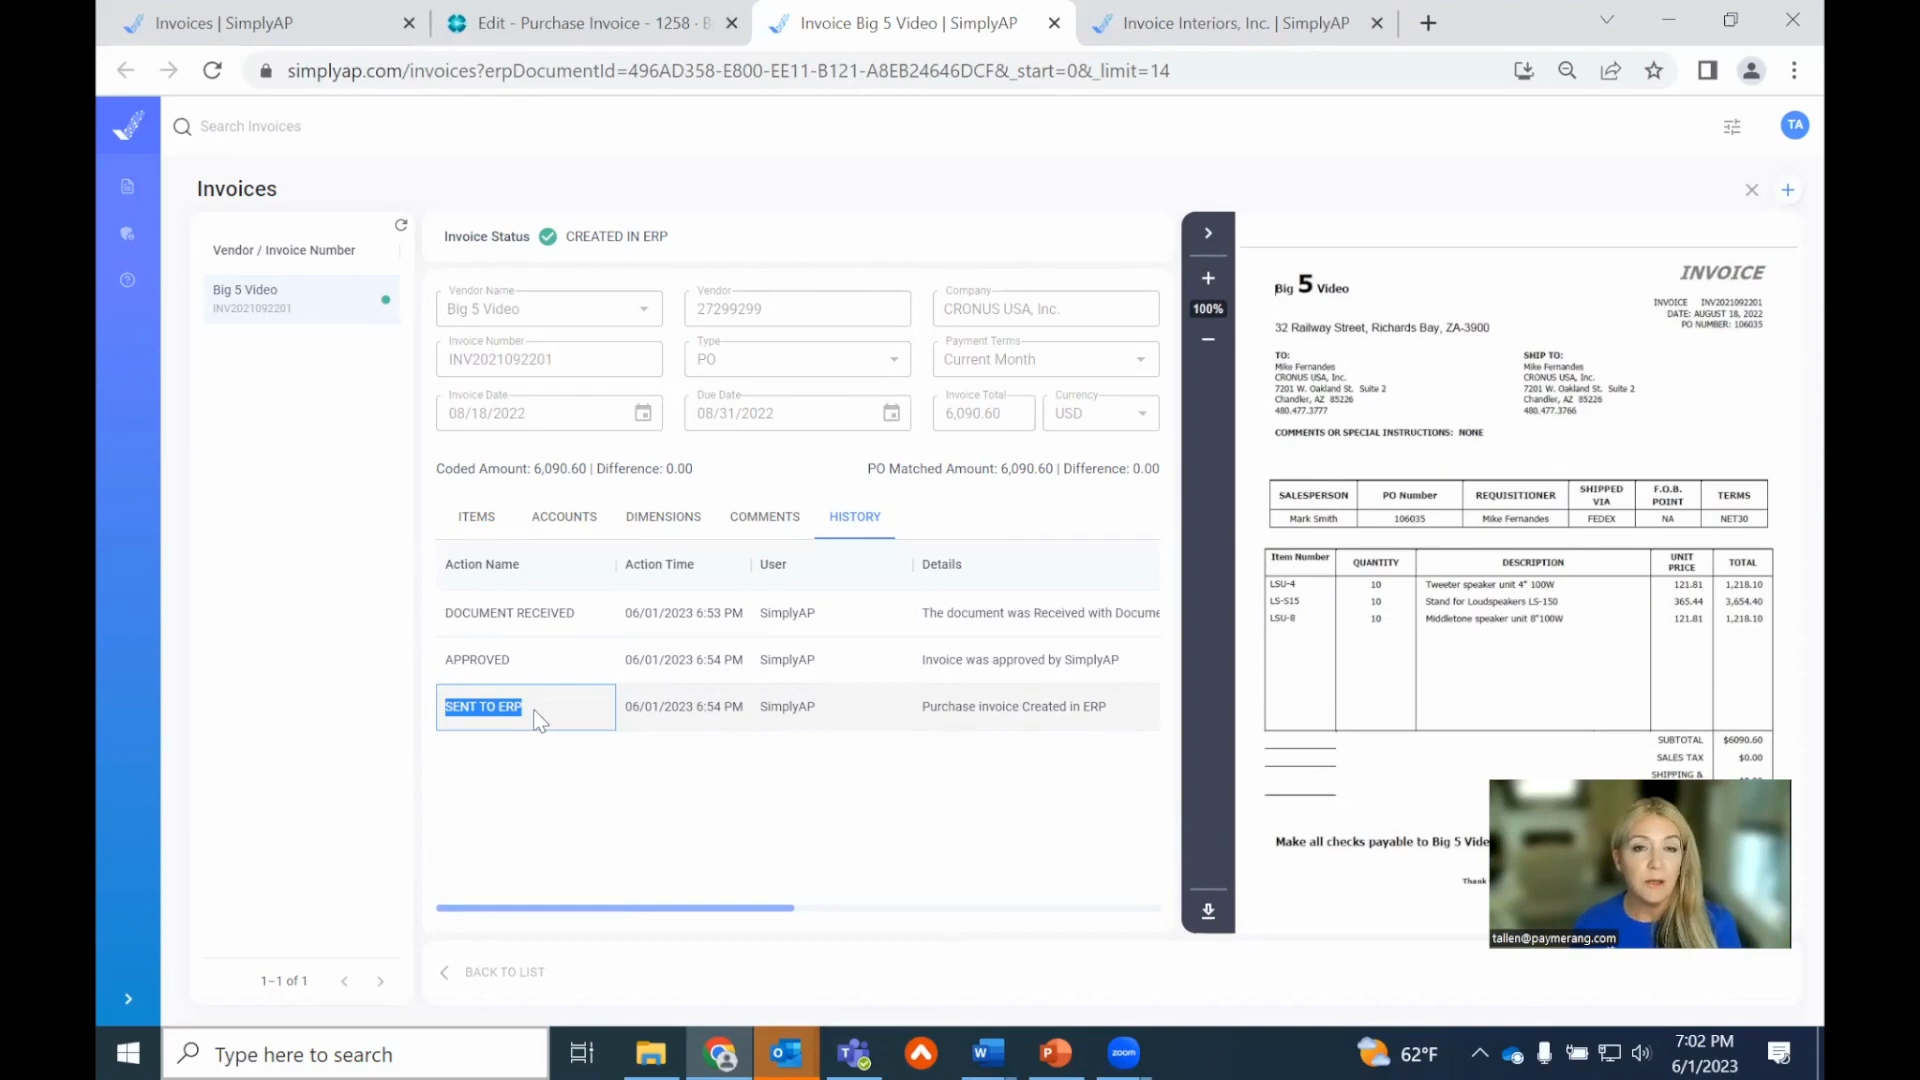 Invoices | SimplyAP
Edit - Purchase Invoice - 1258 · B
Invoice Big 5 Video | SimplyAP
Invoice Interiors, Inc. | SimplyAP
simplyap.com/invoices?erpDocumentId=496AD358-E800-EE11-B121-A8EB24646DCF&_start=0&_limit=14
Search Invoices
TA
Invoices
Vendor / Invoice Number
Big 5 Video
INV2021092201
1–1 of 1
Invoice Status CREATED IN ERP
Vendor Name
Big 5 Video
Vendor
27299299
Company
CRONUS USA, Inc.
Invoice Number
INV2021092201
Type
PO
Payment Terms
Current Month
Invoice Date
08/18/2022
Due Date
08/31/2022
Invoice Total
6,090.60
Currency
USD
Coded Amount: 6,090.60 | Difference: 0.00
PO Matched Amount: 6,090.60 | Difference: 0.00
ITEMS ACCOUNTS DIMENSIONS COMMENTS HISTORY
Action Name Action Time User Details
DOCUMENT RECEIVED 06/01/2023 6:53 PM SimplyAP The document was Received with Docume
APPROVED 06/01/2023 6:54 PM SimplyAP Invoice was approved by SimplyAP
SENT TO ERP 06/01/2023 6:54 PM SimplyAP Purchase invoice Created in ERP
BACK TO LIST
100%
Big 5 Video
INVOICE
INVOICE INV2021092201
DATE: AUGUST 18, 2022
PO NUMBER: 106035
32 Railway Street, Richards Bay, ZA-3900
TO:
Mike Fernandes
CRONUS USA, Inc.
7201 W. Oakland St. Suite 2
Chandler, AZ 85226
480.477.3777
SHIP TO:
Mike Fernandes
CRONUS USA, Inc.
7201 W. Oakland St. Suite 2
Chandler, AZ 85226
480.477.3766
COMMENTS OR SPECIAL INSTRUCTIONS: NONE
SALESPERSON PO Number REQUISITIONER SHIPPED VIA F.O.B. POINT TERMS
Mark Smith 106035 Mike Fernandes FEDEX NA NET30
Item Number QUANTITY DESCRIPTION UNIT PRICE TOTAL
LSU-4 10 Tweeter speaker unit 4" 100W 121.81 1,218.10
LS-S15 10 Stand for Loudspeakers LS-150 365.44 3,654.40
LSU-8 10 Middletone speaker unit 8"100W 121.81 1,218.10
SUBTOTAL $6090.60
SALES TAX $0.00
SHIPPING &
Make all checks payable to Big 5 Vide
Thank
tallen@paymerang.com
Type here to search
zoom
62°F
7:02 PM
6/1/2023